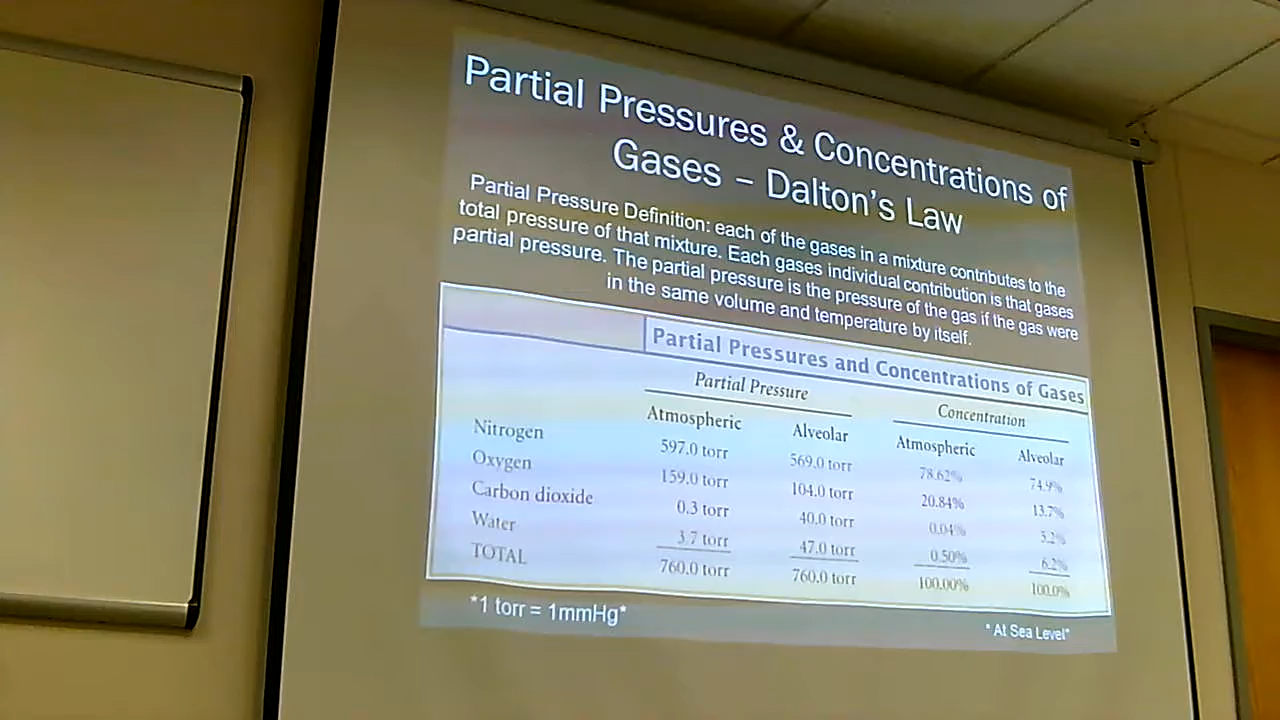 Partial Pressures & Concentrations of
Gases – Dalton's Law
Partial Pressure Definition: each of the gases in a mixture contributes to the
total pressure of that mixture. Each gases individual contribution is that gases
partial pressure. The partial pressure is the pressure of the gas if the gas were
in the same volume and temperature by itself.
Partial Pressures and Concentrations of Gases
Partial Pressure Concentration
Atmospheric Alveolar Atmospheric Alveolar
Nitrogen 597.0 torr 569.0 torr 78.62% 74.9%
Oxygen 159.0 torr 104.0 torr 20.84% 13.7%
Carbon dioxide 0.3 torr 40.0 torr 0.04% 5.2%
Water 3.7 torr 47.0 torr 0.50% 6.2%
TOTAL 760.0 torr 760.0 torr 100.00% 100.0%
*1 torr = 1mmHg*
* At Sea Level*